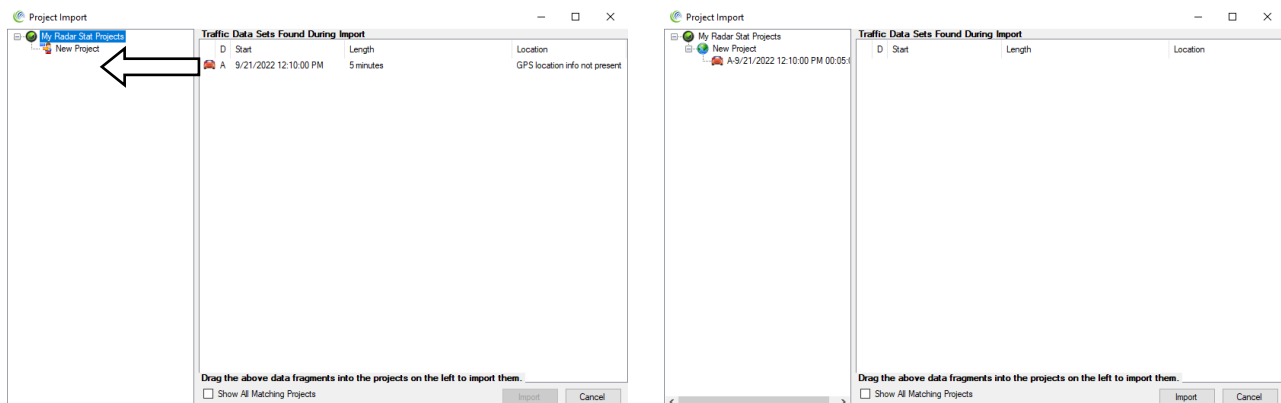 Project Import
My Radar Stat Projects
New Project
Traffic Data Sets Found During Import
D Start Length Location
A 9/21/2022 12:10:00 PM 5 minutes GPS location info not present
Drag the above data fragments into the projects on the left to import them.
Show All Matching Projects
Import Cancel
Project Import
My Radar Stat Projects
New Project
A-9/21/2022 12:10:00 PM 00:05:
Traffic Data Sets Found During Import
D Start Length Location
Drag the above data fragments into the projects on the left to import them.
Show All Matching Projects
Import Cancel